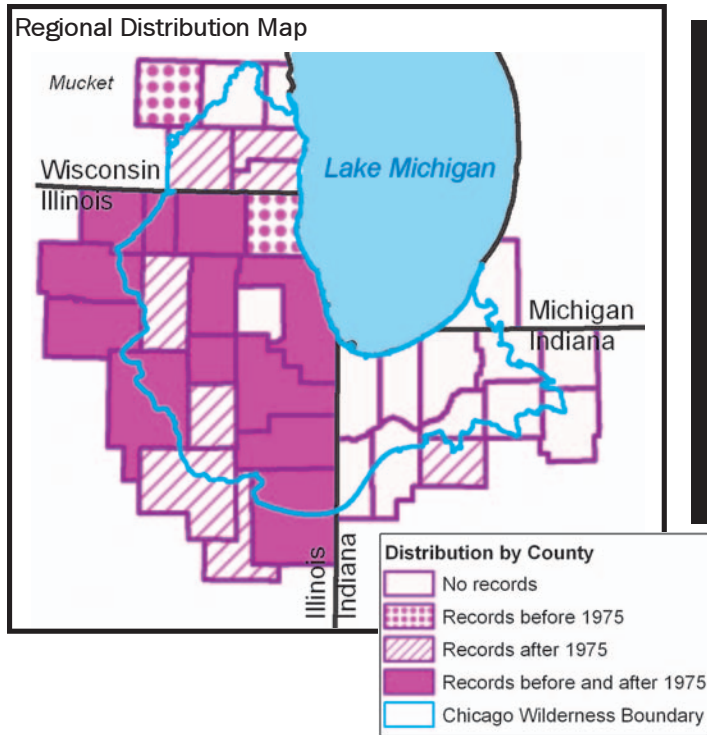 Regional Distribution Map
Mucket
Wisconsin
Illinois
Lake Michigan
Michigan
Indiana
Illinois
Indiana
Distribution by County
No records
Records before 1975
Records after 1975
Records before and after 1975
Chicago Wilderness Boundary